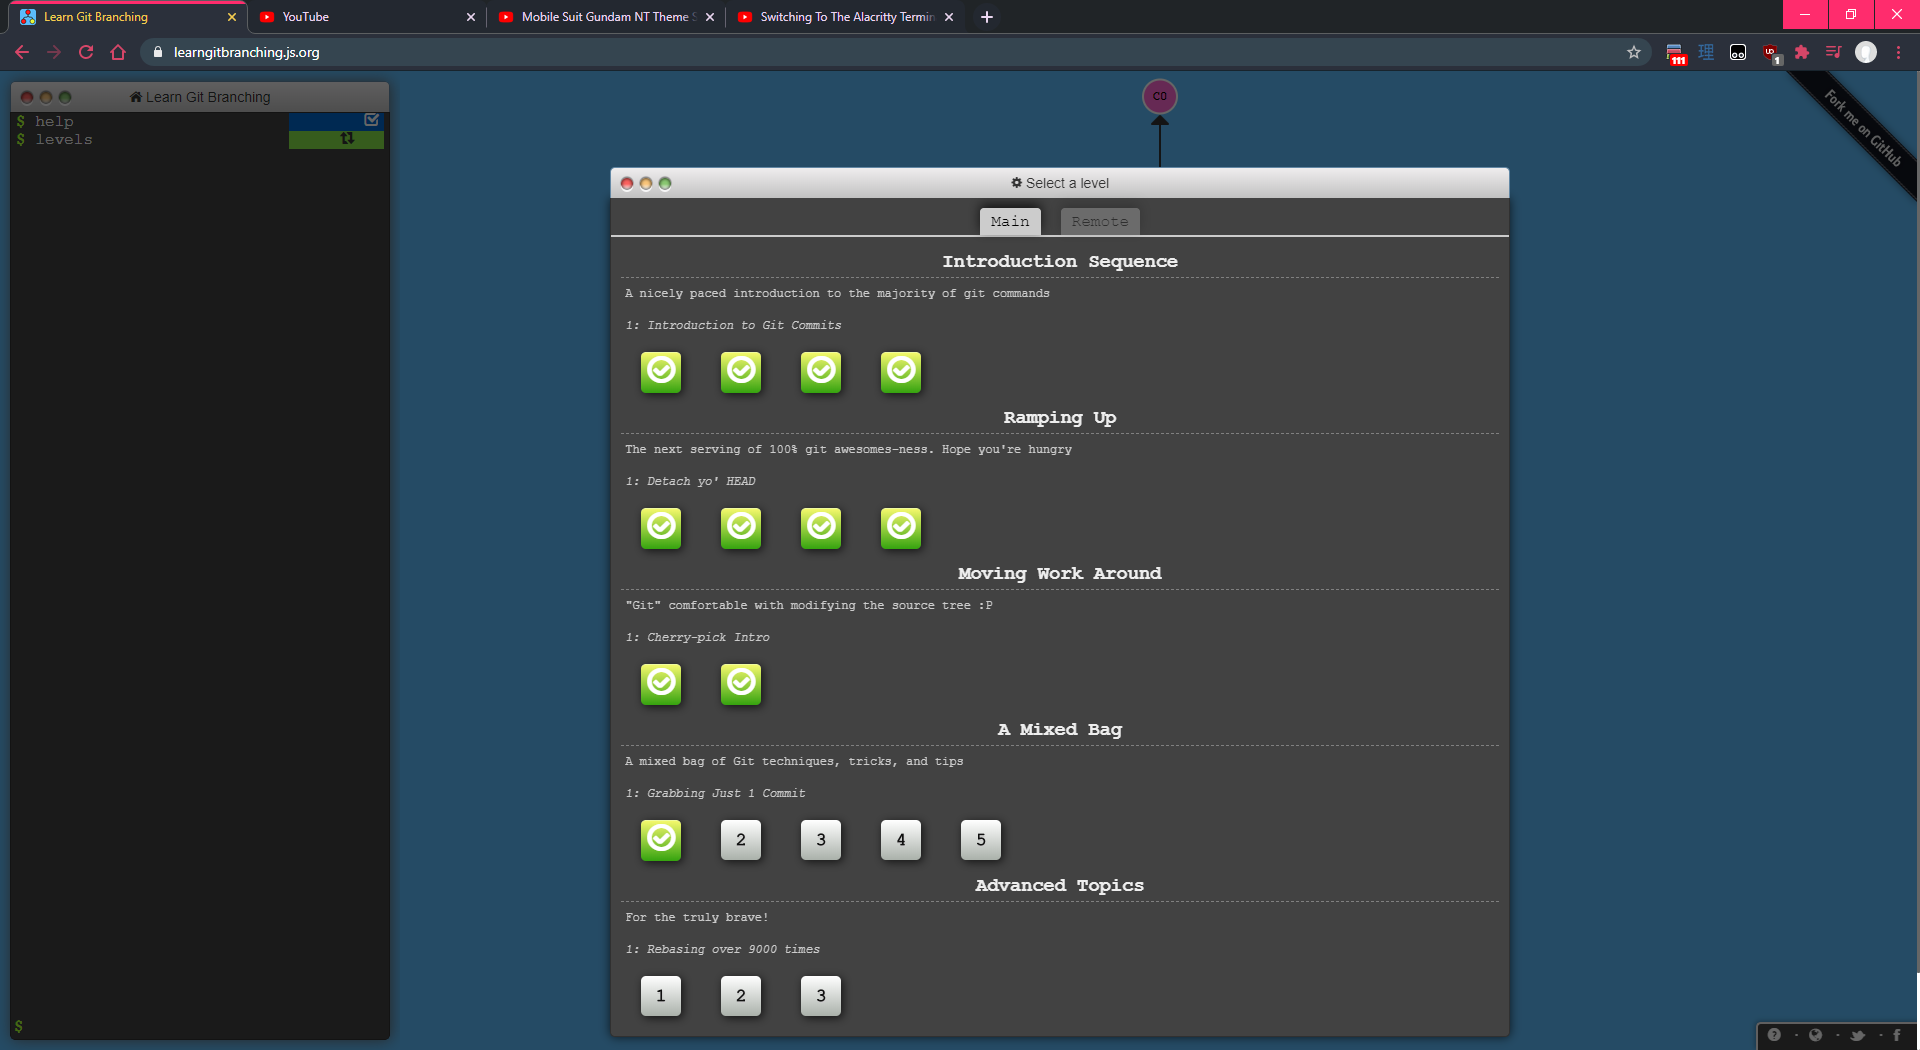 Learn Git Branching
YouTube
Mobile Suit Gundam NT Theme
Switching To The Alacritty Termin
learngitbranching.js.org
111
1
Learn Git Branching
$ help
$ levels
$
C0
Fork me on GitHub
Select a level
Main
Remote
Introduction Sequence
A nicely paced introduction to the majority of git commands
1: Introduction to Git Commits
Ramping Up
The next serving of 100% git awesomes-ness. Hope you're hungry
1: Detach yo' HEAD
Moving Work Around
"Git" comfortable with modifying the source tree :P
1: Cherry-pick Intro
A Mixed Bag
A mixed bag of Git techniques, tricks, and tips
1: Grabbing Just 1 Commit
2 3 4 5
Advanced Topics
For the truly brave!
1: Rebasing over 9000 times
1 2 3